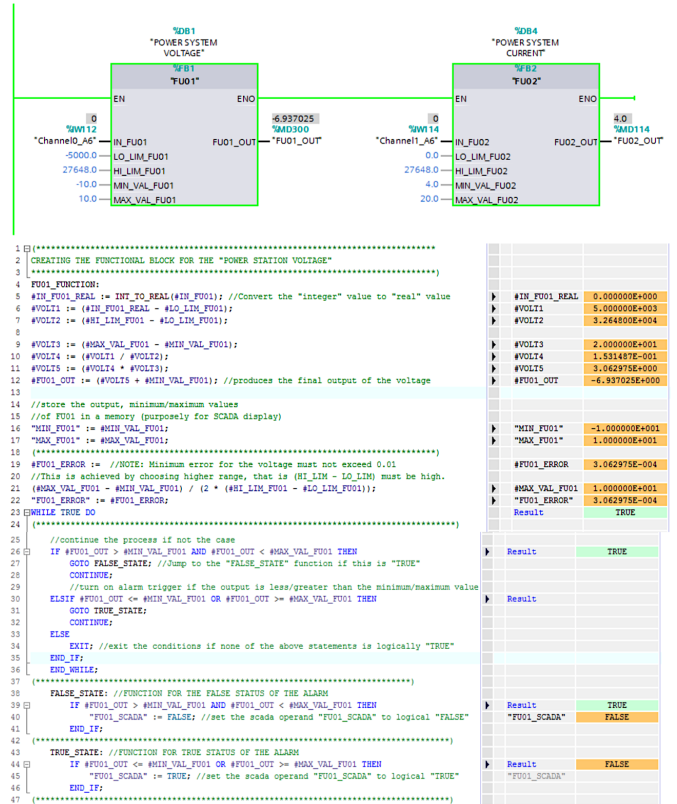 %DB1
"POWER SYSTEM
VOLTAGE"
%FB1
"FU01"
EN ENO
0
%IW112
"Channel0_A6" IN_FU01
-5000.0 LO_LIM_FU01
27648.0 HI_LIM_FU01
-10.0 MIN_VAL_FU01
10.0 MAX_VAL_FU01
-6.937025
%MD300
FU01_OUT "FU01_OUT"
%DB4
"POWER SYSTEM
CURRENT"
%FB2
"FU02"
EN ENO
0
%IW114
"Channel1_A6" IN_FU02
0.0 LO_LIM_FU02
27648.0 HI_LIM_FU02
4.0 MIN_VAL_FU02
20.0 MAX_VAL_FU02
4.0
%MD114
FU02_OUT "FU02_OUT"
1 (*********************************************************************************
2 CREATING THE FUNCTIONAL BLOCK FOR THE "POWER STATION VOLTAGE"
3 *********************************************************************************)
4 FU01_FUNCTION:
5 #IN_FU01_REAL := INT_TO_REAL(#IN_FU01); //Convert the "integer" value to "real" value #IN_FU01_REAL 0.000000E+000
6 #VOLT1 := (#IN_FU01_REAL - #LO_LIM_FU01); #VOLT1 5.000000E+003
7 #VOLT2 := (#HI_LIM_FU01 - #LO_LIM_FU01); #VOLT2 3.264800E+004
8
9 #VOLT3 := (#MAX_VAL_FU01 - #MIN_VAL_FU01); #VOLT3 2.000000E+001
10 #VOLT4 := (#VOLT1 / #VOLT2); #VOLT4 1.531487E-001
11 #VOLT5 := (#VOLT4 * #VOLT3); #VOLT5 3.062975E+000
12 #FU01_OUT := (#VOLT5 + #MIN_VAL_FU01); //produces the final output of the voltage #FU01_OUT -6.937025E+000
13
14 //store the output, minimum/maximum values
15 //of FU01 in a memory (purposely for SCADA display)
16 "MIN_FU01" := #MIN_VAL_FU01; "MIN_FU01" -1.000000E+001
17 "MAX_FU01" := #MAX_VAL_FU01; "MAX_FU01" 1.000000E+001
18 (*********************************************************************************)
19 #FU01_ERROR := //NOTE: Minimum error for the voltage must not exceed 0.01 #FU01_ERROR 3.062975E-004
20 //This is achieved by choosing higher range, that is (HI_LIM - LO_LIM) must be high.
21 (#MAX_VAL_FU01 - #MIN_VAL_FU01) / (2 * (#HI_LIM_FU01 - #LO_LIM_FU01)); #MAX_VAL_FU01 1.000000E+001
22 "FU01_ERROR" := #FU01_ERROR; "FU01_ERROR" 3.062975E-004
23 WHILE TRUE DO Result TRUE
24 (*************************************************************************************)
25 //continue the process if not the case
26 IF #FU01_OUT > #MIN_VAL_FU01 AND #FU01_OUT < #MAX_VAL_FU01 THEN Result TRUE
27 GOTO FALSE_STATE; //Jump to the "FALSE_STATE" function if this is "TRUE"
28 CONTINUE;
29 //turn on alarm trigger if the output is less/greater than the minimum/maximum value
30 ELSIF #FU01_OUT <= #MIN_VAL_FU01 OR #FU01_OUT >= #MAX_VAL_FU01 THEN Result
31 GOTO TRUE_STATE;
32 CONTINUE;
33 ELSE
34 EXIT; //exit the conditions if none of the above statements is logically "TRUE"
35 END_IF;
36 END_WHILE;
37 (****************************************************************************)
38 FALSE_STATE: //FUNCTION FOR THE FALSE STATUS OF THE ALARM
39 IF #FU01_OUT > #MIN_VAL_FU01 AND #FU01_OUT < #MAX_VAL_FU01 THEN Result TRUE
40 "FU01_SCADA" := FALSE; //set the scada operand "FU01_SCADA" to logical "FALSE" "FU01_SCADA" FALSE
41 END_IF;
42 (************************************************************************************)
43 TRUE_STATE: //FUNCTION FOR TRUE STATUS OF THE ALARM
44 IF #FU01_OUT <= #MIN_VAL_FU01 OR #FU01_OUT >= #MAX_VAL_FU01 THEN Result FALSE
45 "FU01_SCADA" := TRUE; //set the scada operand "FU01_SCADA" to logical "TRUE" "FU01_SCADA"
46 END_IF;
47 (************************************************************************************)